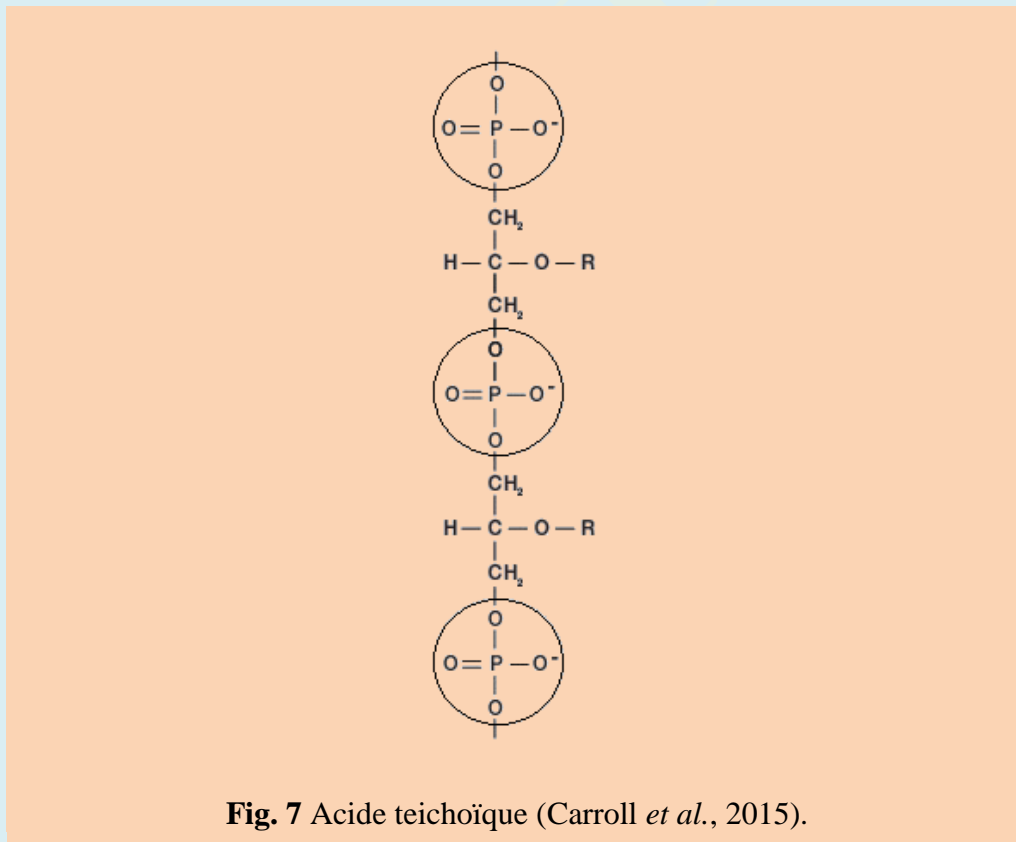 O
O=P–O⁻
O
CH₂
H–C–O–R
CH₂
O
O=P–O⁻
O
CH₂
H–C–O–R
CH₂
O
O=P–O⁻
O
Fig. 7 Acide teichoïque (Carroll et al., 2015).